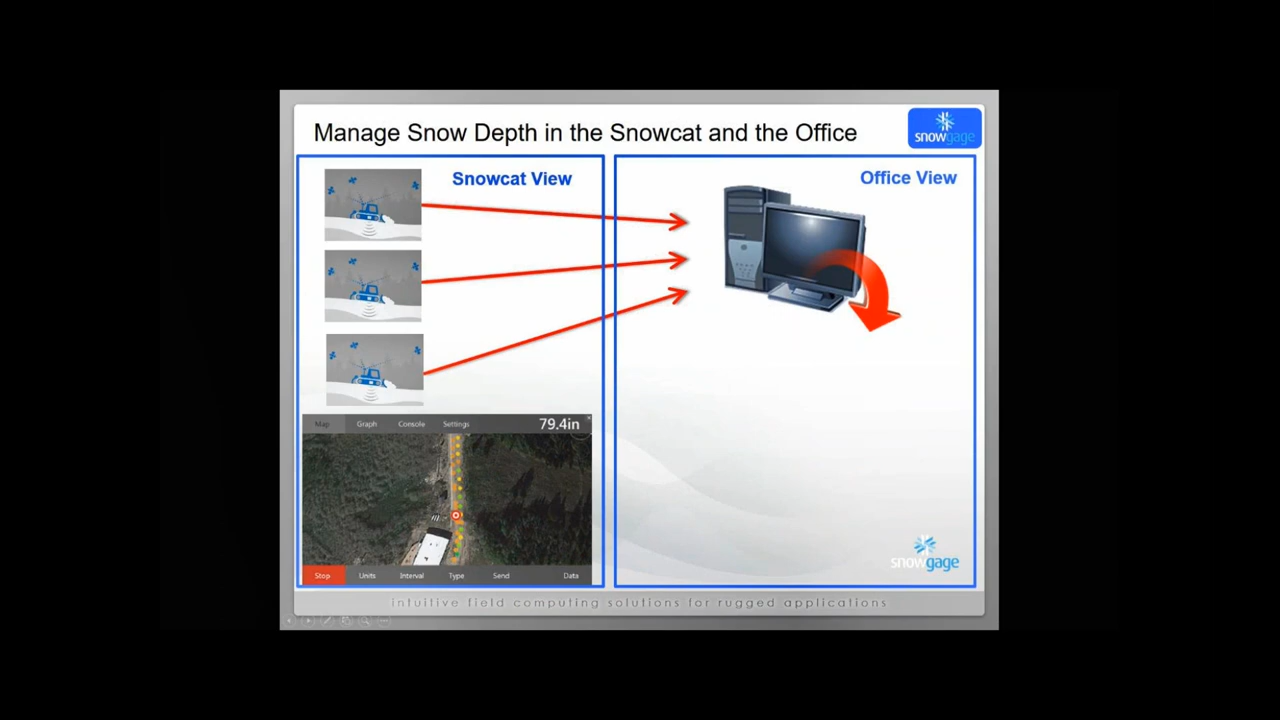 Manage Snow Depth in the Snowcat and the Office
snowgage
Snowcat View
Office View
Map Graph Console Settings 79.4in
Stop Units Interval Type Send Data
snowgage
intuitive field computing solutions for rugged applications